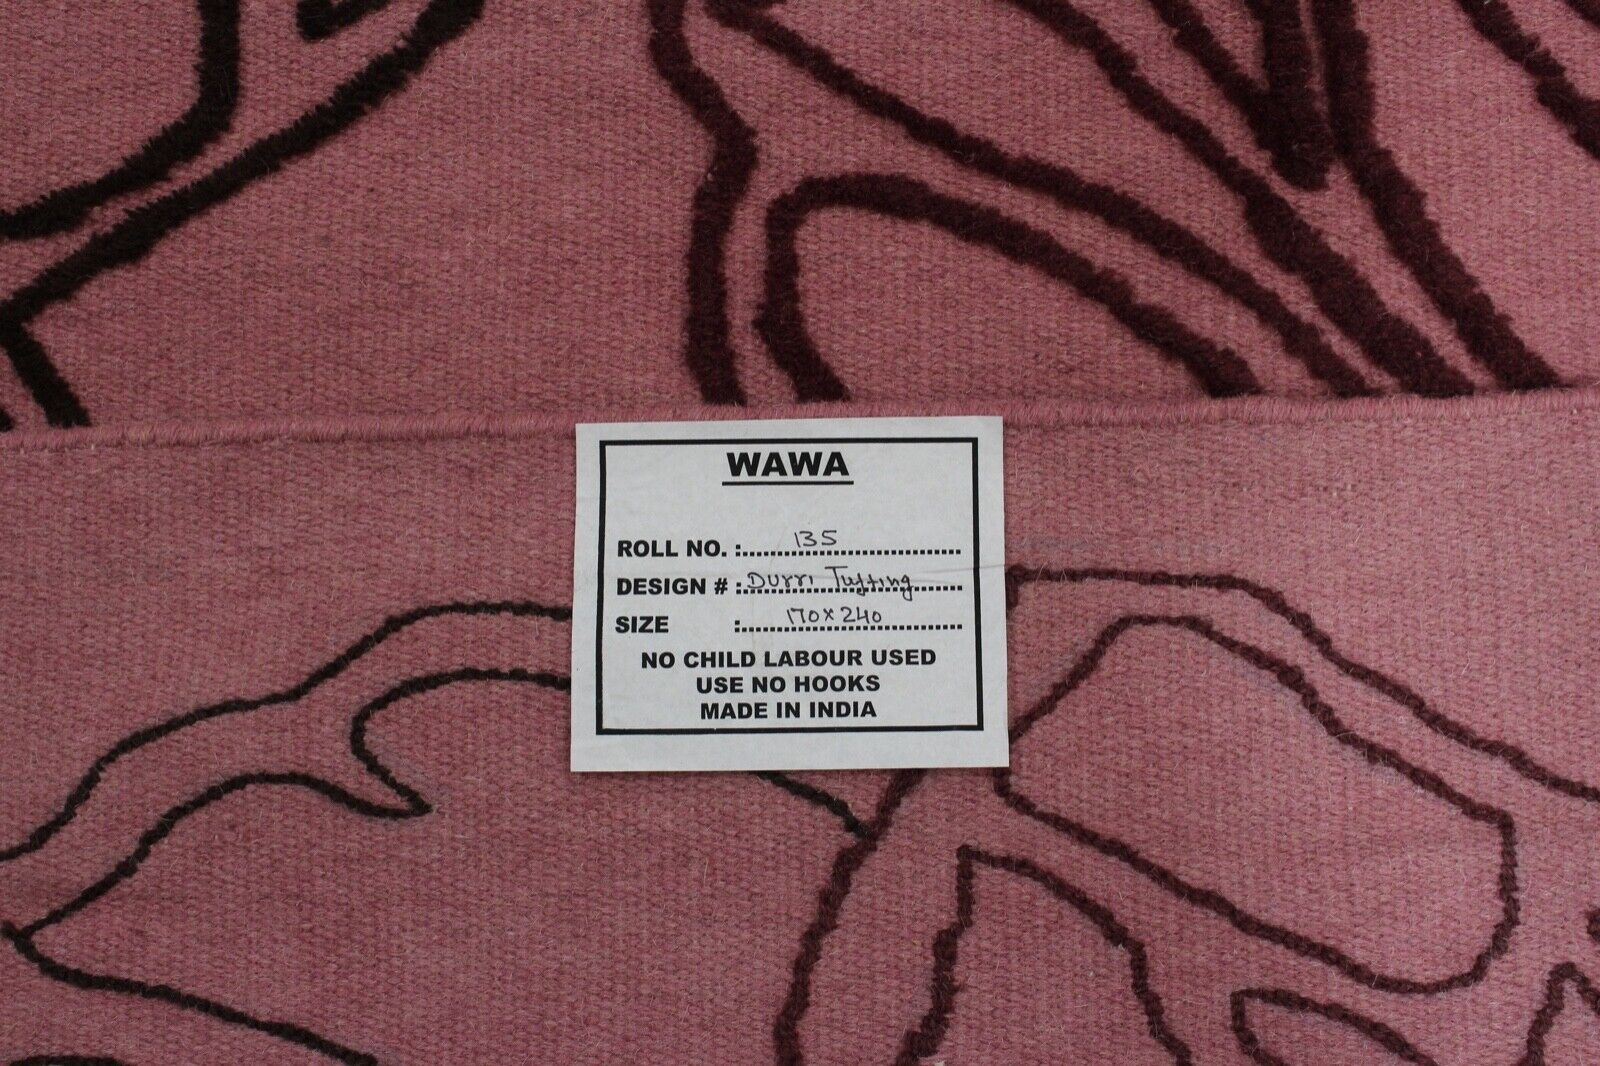 WAWA
ROLL NO. : 135
DESIGN # : Durri Tufting
SIZE : 170x240
NO CHILD LABOUR USED
USE NO HOOKS
MADE IN INDIA